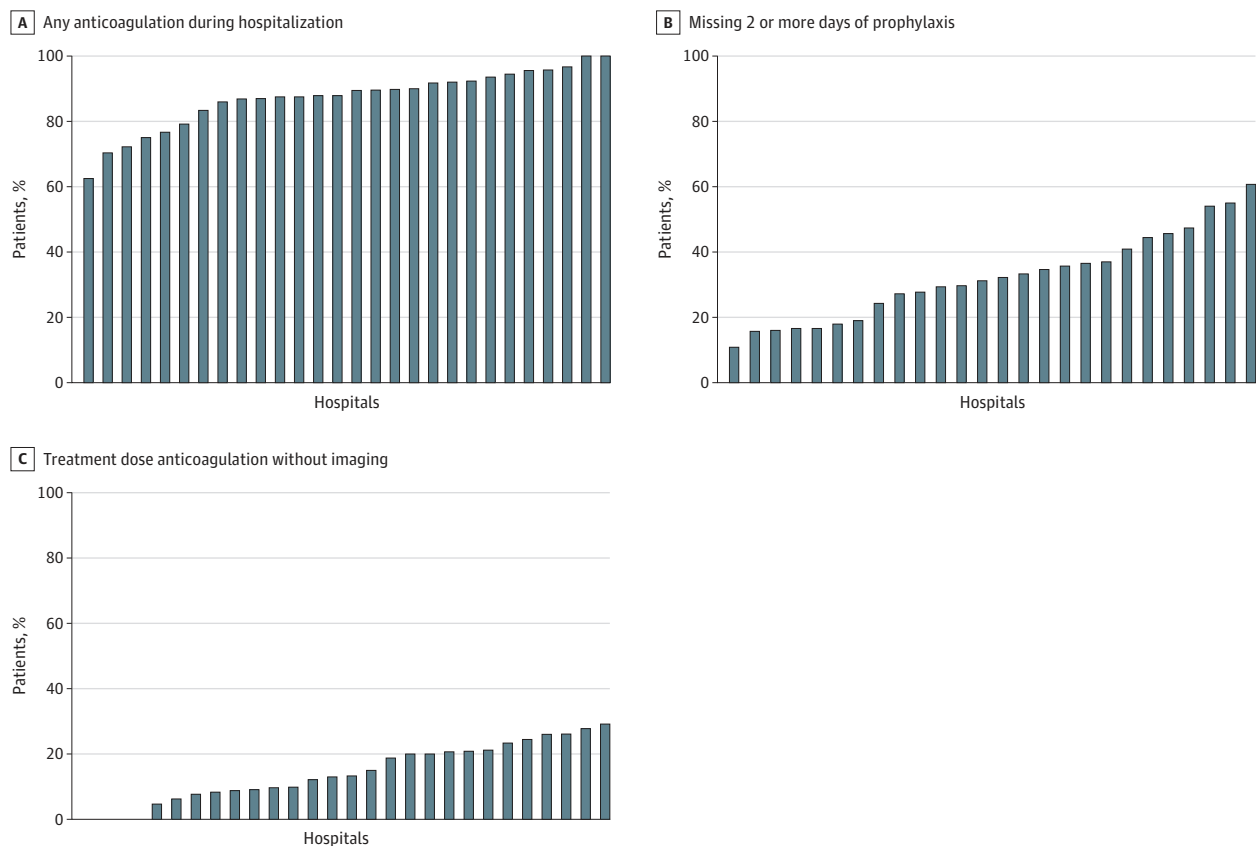 A Any anticoagulation during hospitalization
100
80
60
40
20
0
Patients, %
Hospitals
B Missing 2 or more days of prophylaxis
100
80
60
40
20
0
Patients, %
Hospitals
C Treatment dose anticoagulation without imaging
100
80
60
40
20
0
Patients, %
Hospitals